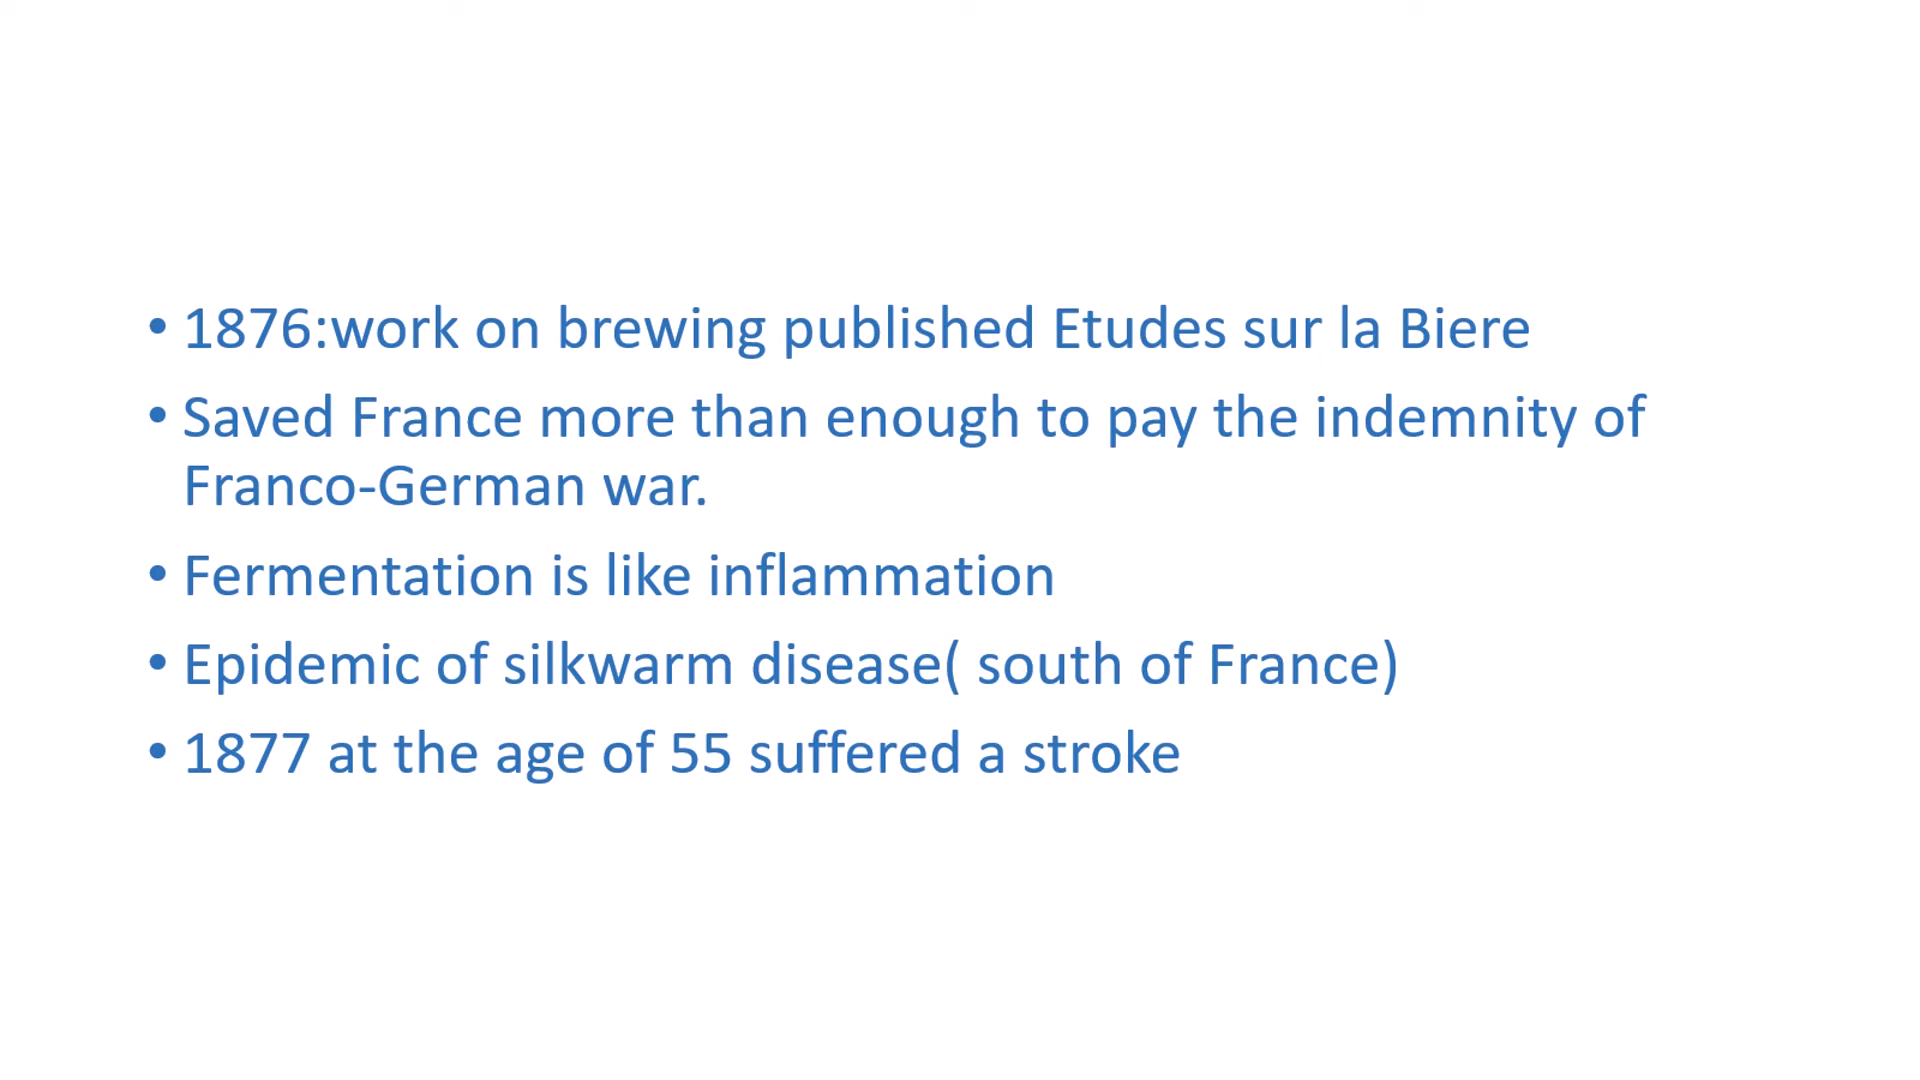 • 1876:work on brewing published Etudes sur la Biere
• Saved France more than enough to pay the indemnity of
Franco-German war.
• Fermentation is like inflammation
• Epidemic of silkwarm disease( south of France)
• 1877 at the age of 55 suffered a stroke